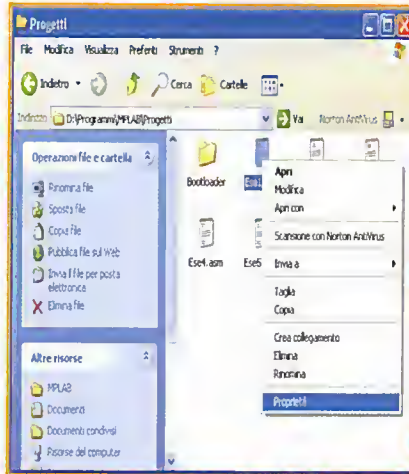 Progetti
File Modifica Visualizza Preferiti Strumenti ?
Indietro Cerca Cartelle
Indirizzo D:\Programmi\MPLAB\Progetti Vai Norton AntiVirus
Operazioni file e cartella
Rinomina file
Sposta file
Copia file
Pubblica file sul Web
Invia il file per posta
elettronica
Elimina file
Altre risorse
MPLAB
Documenti
Documenti condivisi
Risorse del computer
Bootloader
Ese4.asm Ese5
Apri
Modifica
Apri con
Scansione con Norton AntiVirus
Invia a
Taglia
Copia
Crea collegamento
Elimina
Rinomina
Proprietà